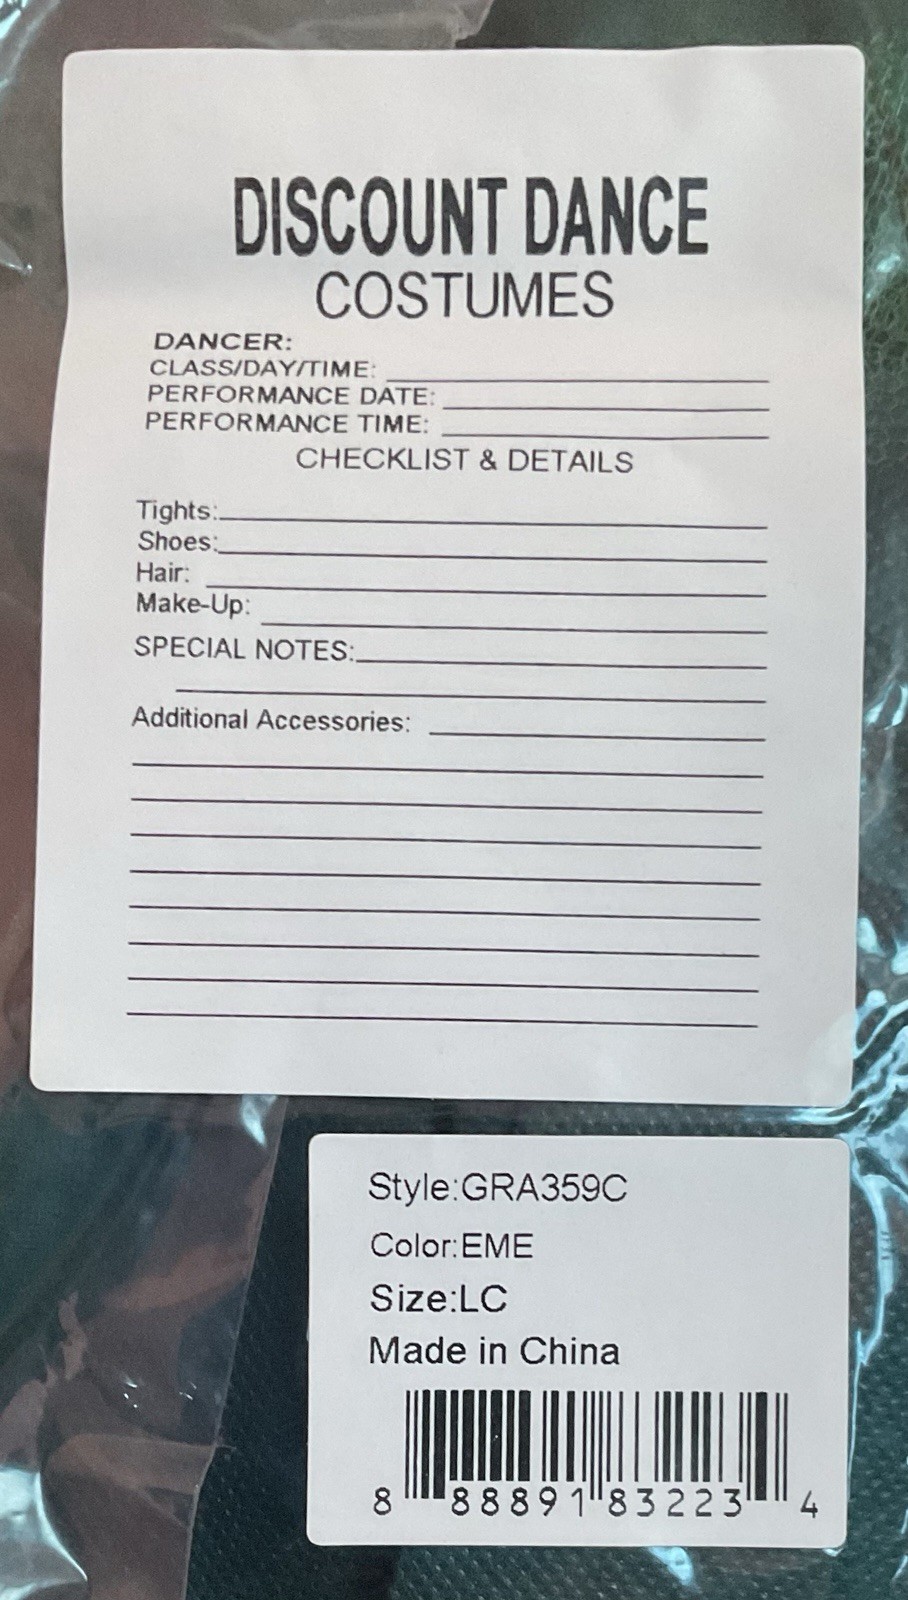 DISCOUNT DANCE
COSTUMES
DANCER:
CLASS/DAY/TIME:
PERFORMANCE DATE:
PERFORMANCE TIME:
CHECKLIST & DETAILS
Tights:
Shoes:
Hair:
Make-Up:
SPECIAL NOTES:
Additional Accessories:
Style:GRA359C
Color:EME
Size:LC
Made in China
8 88891 83223 4